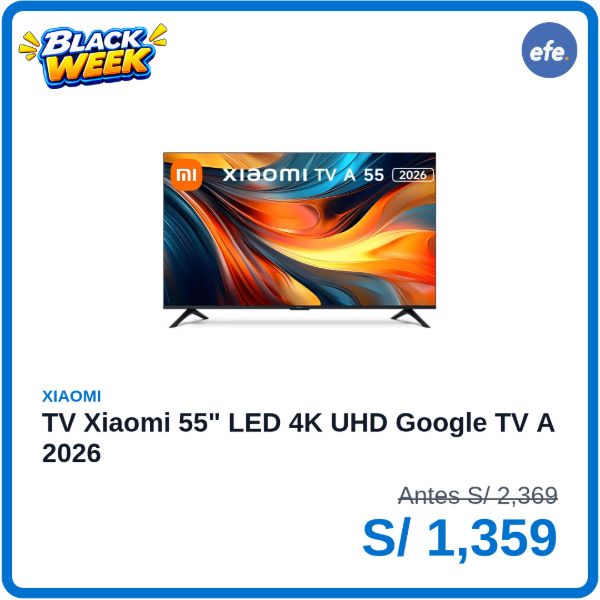 BLACK
WEEK
efe.
mi
xiaomi TV A 55 2026
XIAOMI
TV Xiaomi 55" LED 4K UHD Google TV A
2026
Antes S/ 2,369
S/ 1,359